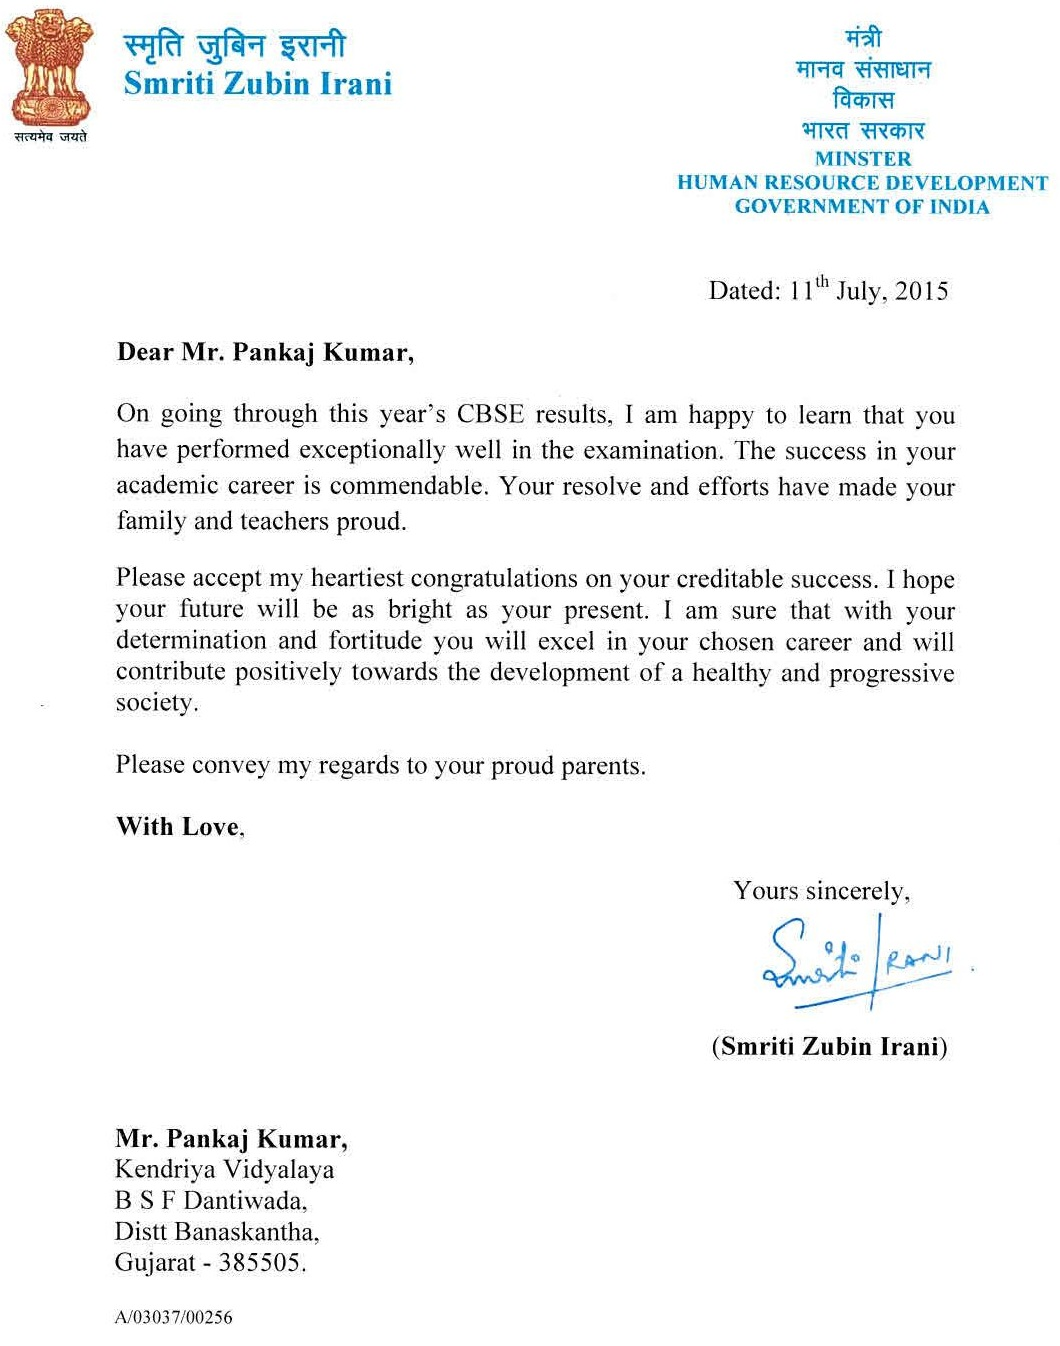 स्मृति ज़ुबिन इरानी
Smriti Zubin Irani
सत्यमेव जयते
मंत्री
मानव संसाधान
विकास
भारत सरकार
MINSTER
HUMAN RESOURCE DEVELOPMENT
GOVERNMENT OF INDIA
Dated: 11th July, 2015
Dear Mr. Pankaj Kumar,
On going through this year's CBSE results, I am happy to learn that you
have performed exceptionally well in the examination. The success in your
academic career is commendable. Your resolve and efforts have made your
family and teachers proud.
Please accept my heartiest congratulations on your creditable success. I hope
your future will be as bright as your present. I am sure that with your
determination and fortitude you will excel in your chosen career and will
contribute positively towards the development of a healthy and progressive
society.
Please convey my regards to your proud parents.
With Love,
Yours sincerely,
Smriti IRANI
(Smriti Zubin Irani)
Mr. Pankaj Kumar,
Kendriya Vidyalaya
B S F Dantiwada,
Distt Banaskantha,
Gujarat - 385505.
A/03037/00256